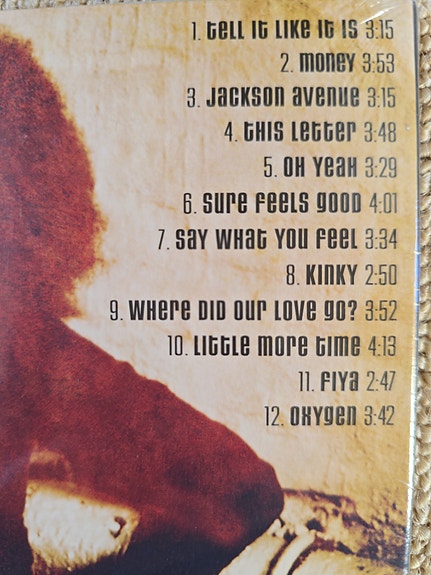 1. Tell it like it is 3:15
2. Money 3:53
3. Jackson Avenue 3:15
4. This Letter 3:48
5. Oh Yeah 3:29
6. Sure Feels Good 4:01
7. Say What You Feel 3:34
8. Kinky 2:50
9. Where Did Our Love Go? 3:52
10. Little More Time 4:13
11. Fiya 2:47
12. Oxygen 3:42